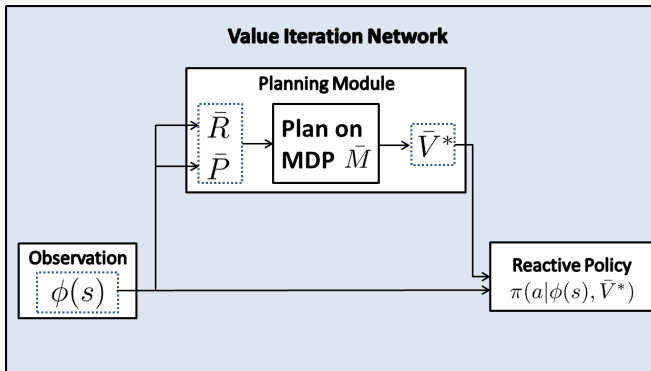 Value Iteration Network
Planning Module
R̄
P̄
Plan on
MDP M̄
V̄*
Observation
ϕ(s)
Reactive Policy
π(a|ϕ(s), V̄*)